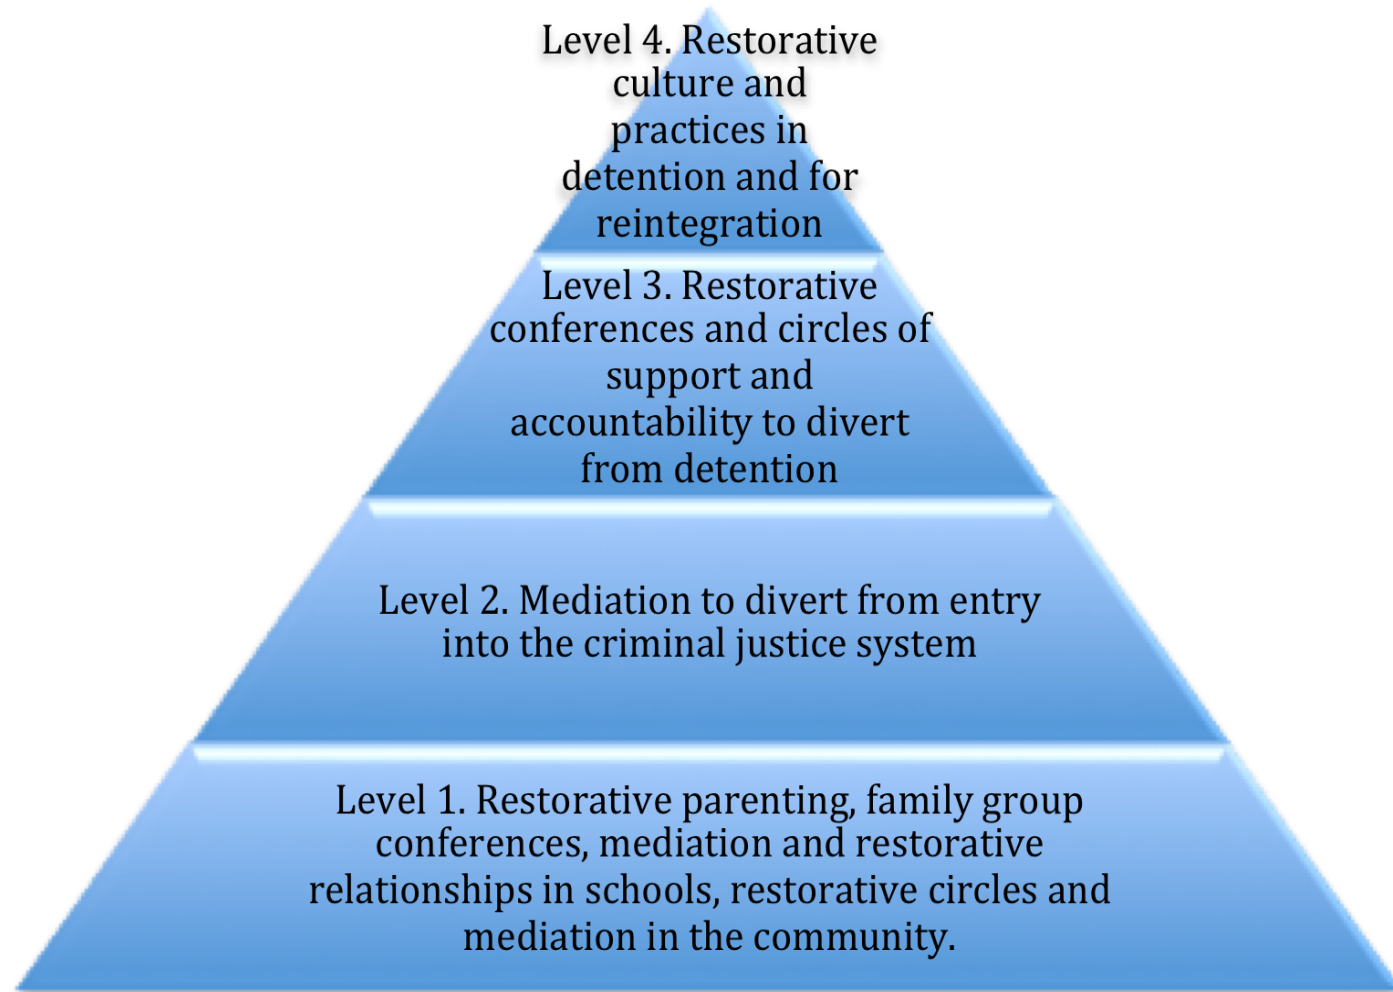 Level 4. Restorative
culture and
practices in
detention and for
reintegration
Level 3. Restorative
conferences and circles of
support and
accountability to divert
from detention
Level 2. Mediation to divert from entry
into the criminal justice system
Level 1. Restorative parenting, family group
conferences, mediation and restorative
relationships in schools, restorative circles and
mediation in the community.